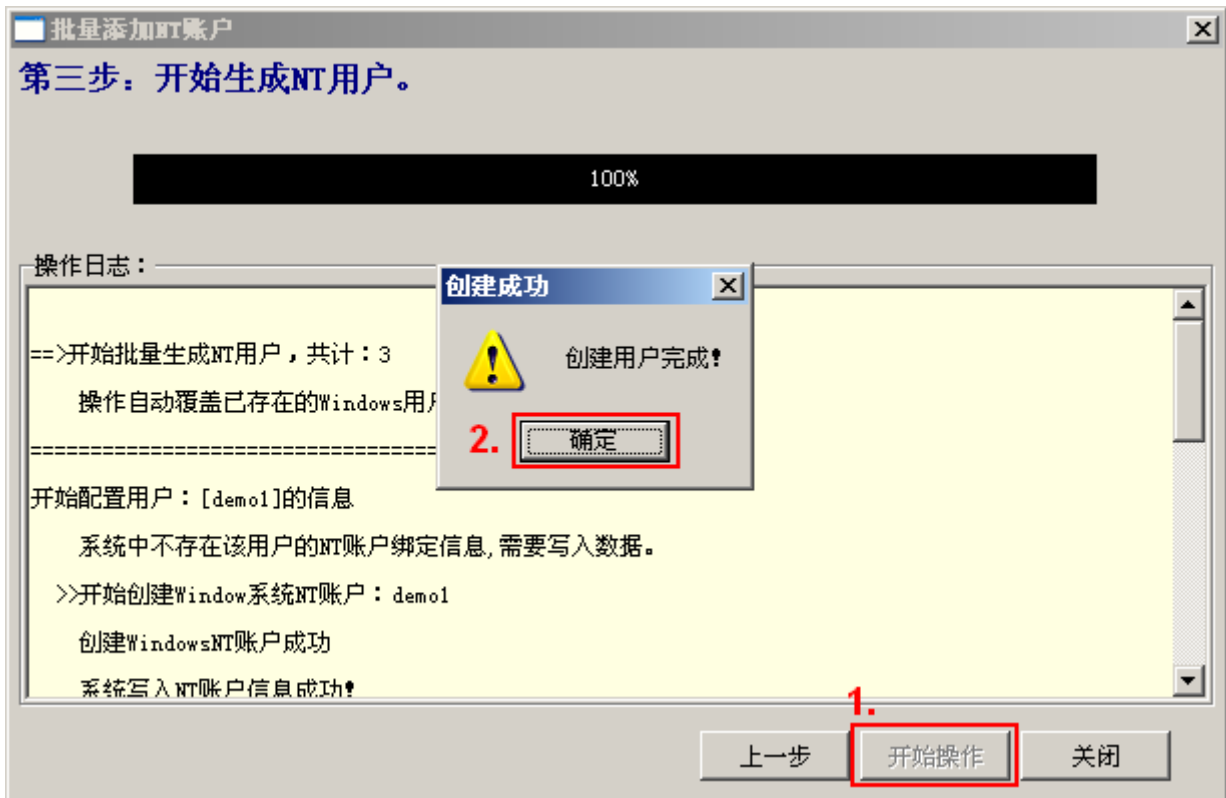 批量添加NT账户
第三步：开始生成NT用户。
100%
操作日志：
创建成功
==>开始批量生成NT用户，共计：3
创建用户完成!
操作自动覆盖已存在的Windows用户
2.
确定
======================================
开始配置用户：[demo1]的信息
系统中不存在该用户的NT账户绑定信息,需要写入数据。
>>开始创建Window系统NT账户：demo1
创建WindowsNT账户成功
系统写入NT账户信息成功!
1.
上一步
开始操作
关闭